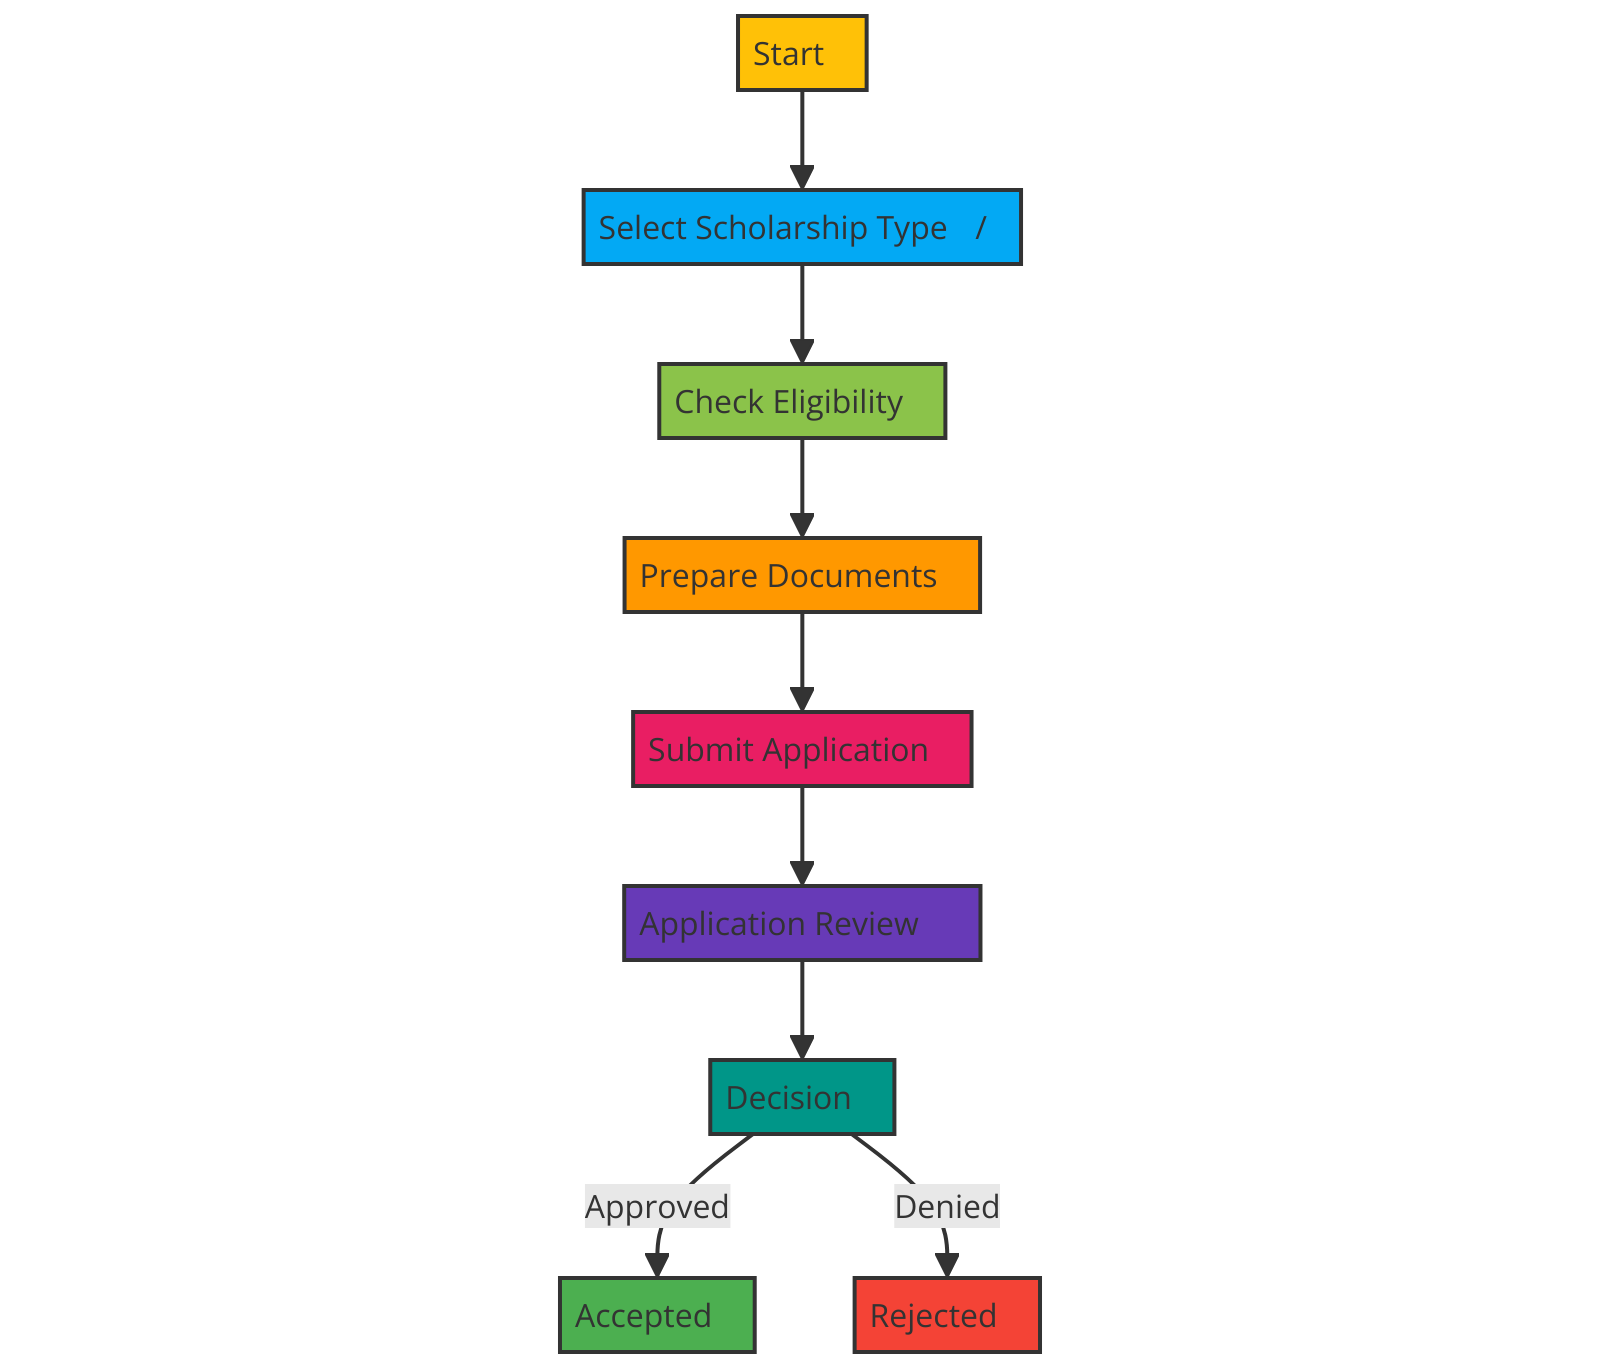 Start
Select Scholarship Type /
Check Eligibility
Prepare Documents
Submit Application
Application Review
Decision
Approved
Denied
Accepted
Rejected